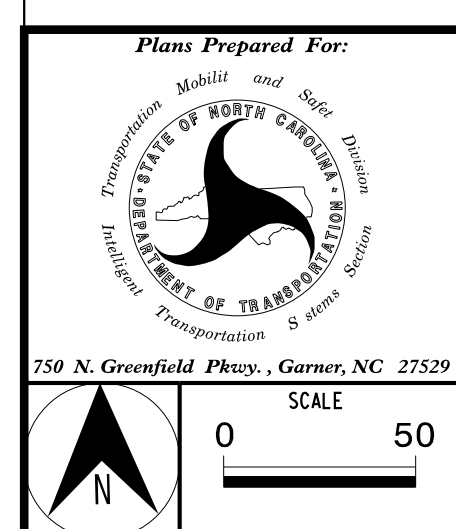 Plans Prepared For:
Transportation Mobilit and Safet Division
STATE OF NORTH CAROLINA
DEPARTMENT OF TRANSPORTATION
Intelligent Transportation S stems Section
750 N. Greenfield Pkwy. , Garner, NC 27529
SCALE
0 50
N